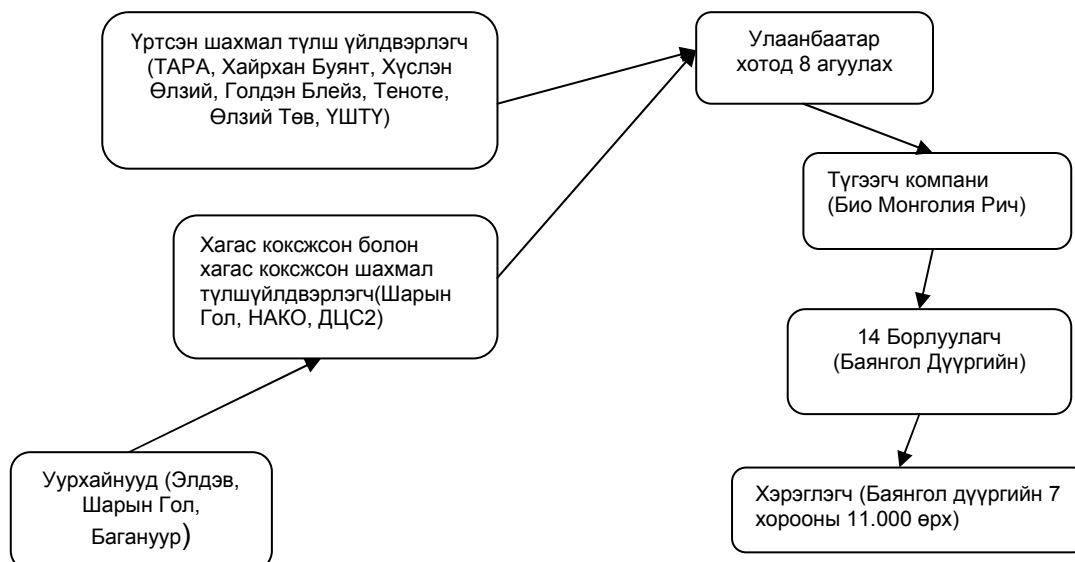 Үртсэн шахмал түлш үйлдвэрлэгч
(ТАРА, Хайрхан Буянт, Хүслэн
Өлзий, Голдэн Блейз, Теноте,
Өлзий Төв, ҮШТҮ)
Улаанбаатар
хотод 8 агуулах
Түгээгч компани
(Био Монголия Рич)
Хагас коксжсон болон
хагас коксжсон шахмал
түлшүйлдвэрлэгч(Шарын
Гол, НАКО, ДЦС2)
14 Борлуулагч
(Баянгол Дүүргийн)
Уурхайнууд (Элдэв,
Шарын Гол,
Багануур)
Хэрэглэгч (Баянгол дүүргийн 7
хорооны 11.000 өрх)